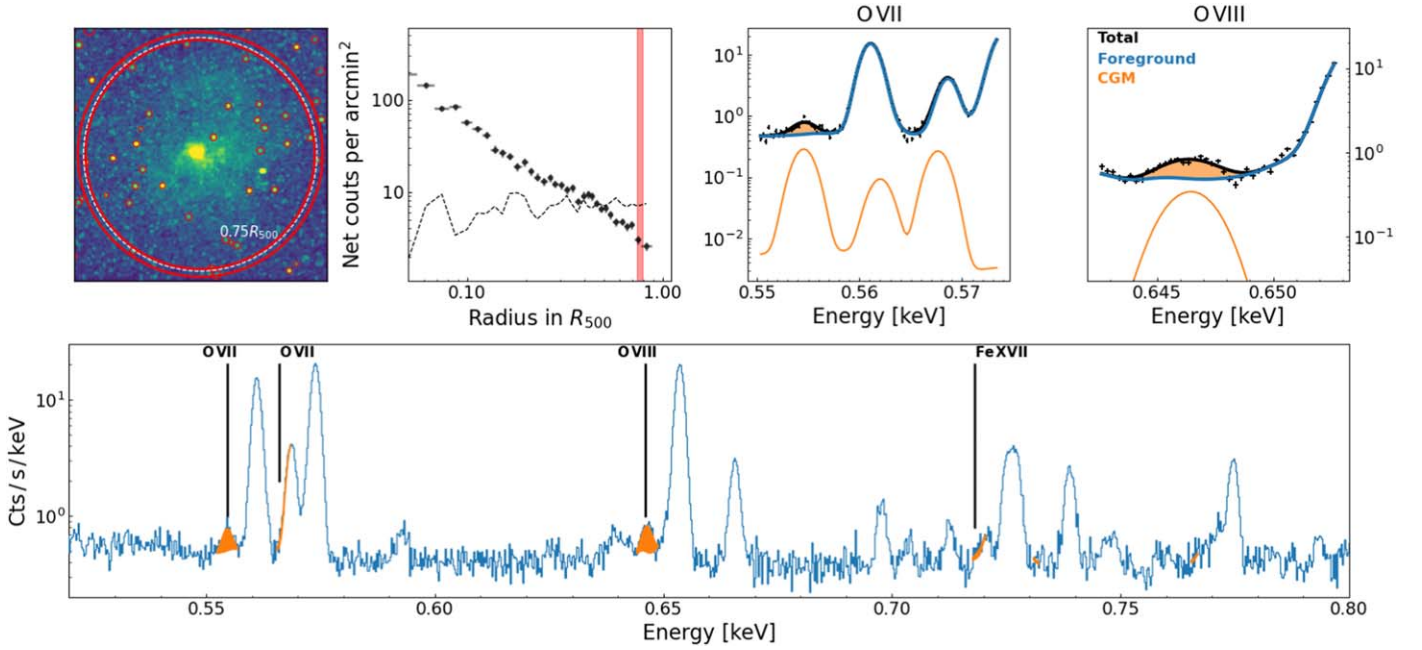 0.75R500
Net couts per arcmin2
100
10
0.10
1.00
Radius in R500
O VII
10^1
10^0
10^-1
10^-2
0.55
0.56
0.57
Energy [keV]
O VIII
Total
Foreground
CGM
10^1
10^0
10^-1
0.645
0.650
Energy [keV]
O VII
O VII
O VIII
Fe XVII
Cts / s / keV
10^1
10^0
0.55
0.60
0.65
0.70
0.75
0.80
Energy [keV]